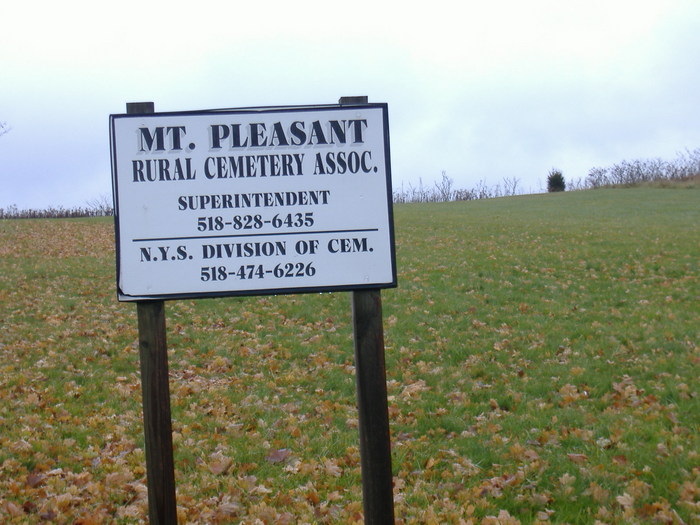 MT. PLEASANT
RURAL CEMETERY ASSOC.
SUPERINTENDENT
518-828-6435
N.Y.S. DIVISION OF CEM.
518-474-6226